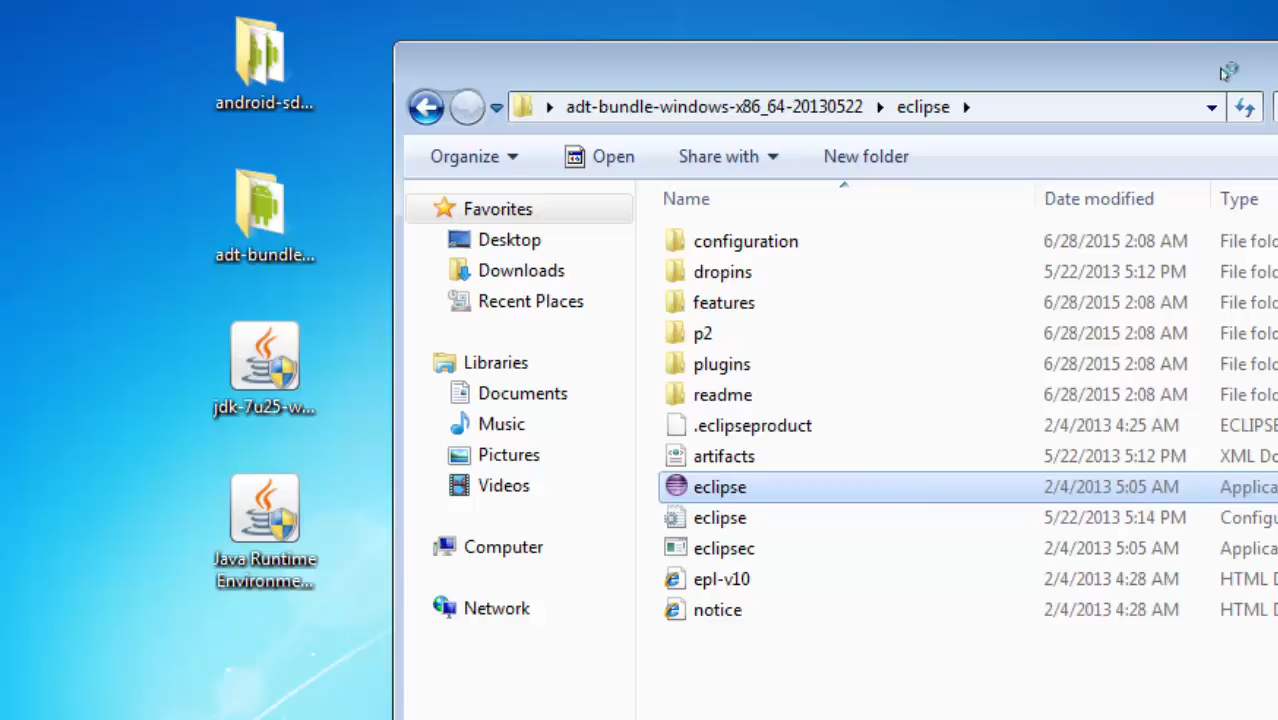 android-sd...
adt-bundle...
jdk-7u25-w...
Java Runtime
Environme...
adt-bundle-windows-x86_64-20130522 eclipse
Organize Open Share with New folder
Favorites
Desktop
Downloads
Recent Places
Libraries
Documents
Music
Pictures
Videos
Computer
Network
Name Date modified Type
configuration 6/28/2015 2:08 AM File fol
dropins 5/22/2013 5:12 PM File fol
features 6/28/2015 2:08 AM File fol
p2 6/28/2015 2:08 AM File fol
plugins 6/28/2015 2:08 AM File fol
readme 6/28/2015 2:08 AM File fol
.eclipseproduct 2/4/2013 4:25 AM ECLIPS
artifacts 5/22/2013 5:12 PM XML Do
eclipse 2/4/2013 5:05 AM Applica
eclipse 5/22/2013 5:14 PM Configu
eclipsec 2/4/2013 5:05 AM Applica
epl-v10 2/4/2013 4:28 AM HTML D
notice 2/4/2013 4:28 AM HTML D